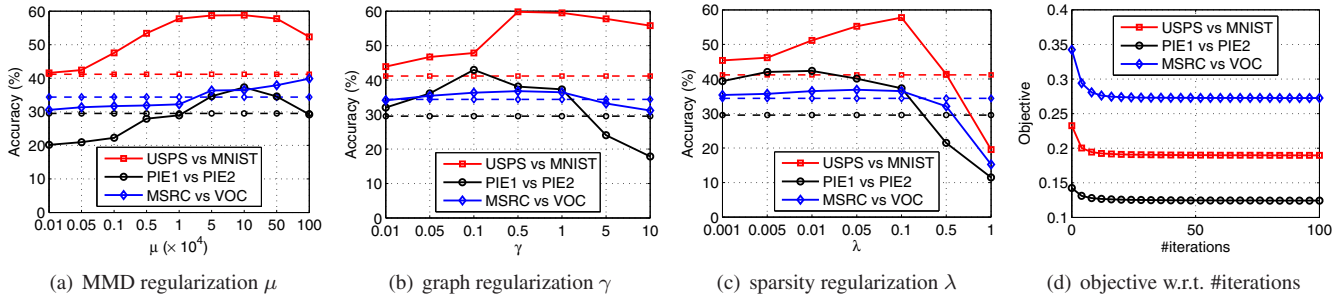 60
50
40
30
20
10
0
Accuracy (%)
0.01 0.05 0.1 0.5 1 5 10 50 100
μ (× 10⁴)
USPS vs MNIST
PIE1 vs PIE2
MSRC vs VOC
(a) MMD regularization μ
60
50
40
30
20
10
0
Accuracy (%)
0.01 0.05 0.1 0.5 1 5 10
γ
USPS vs MNIST
PIE1 vs PIE2
MSRC vs VOC
(b) graph regularization γ
60
50
40
30
20
10
0
Accuracy (%)
0.001 0.005 0.01 0.05 0.1 0.5 1
λ
USPS vs MNIST
PIE1 vs PIE2
MSRC vs VOC
(c) sparsity regularization λ
0.4
0.35
0.3
0.25
0.2
0.15
0.1
Objective
0 50 100
#iterations
USPS vs MNIST
PIE1 vs PIE2
MSRC vs VOC
(d) objective w.r.t. #iterations